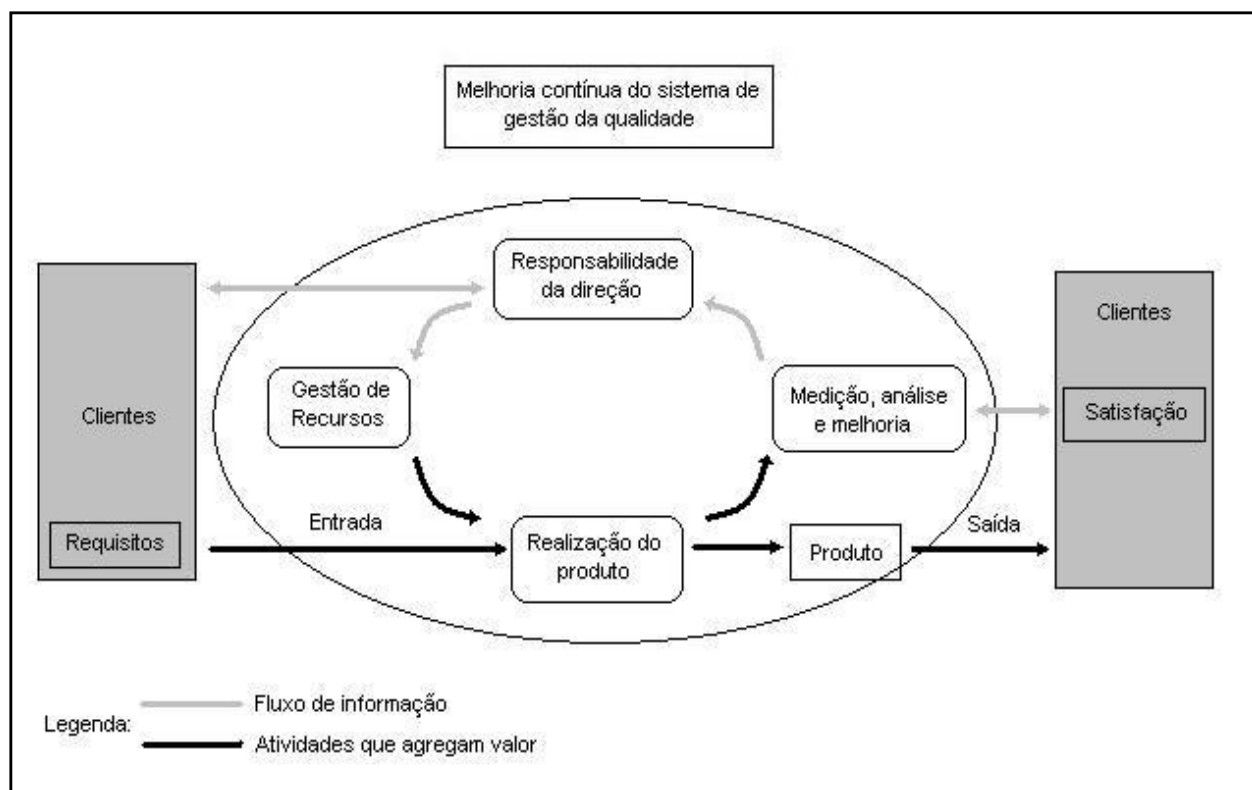 Melhoria contínua do sistema de
gestão da qualidade
Responsabilidade
da direção
Clientes
Gestão de
Recursos
Medição, análise
e melhoria
Clientes
Satisfação
Entrada
Saída
Requisitos
Realização do
produto
Produto
Fluxo de informação
Legenda:
Atividades que agregam valor